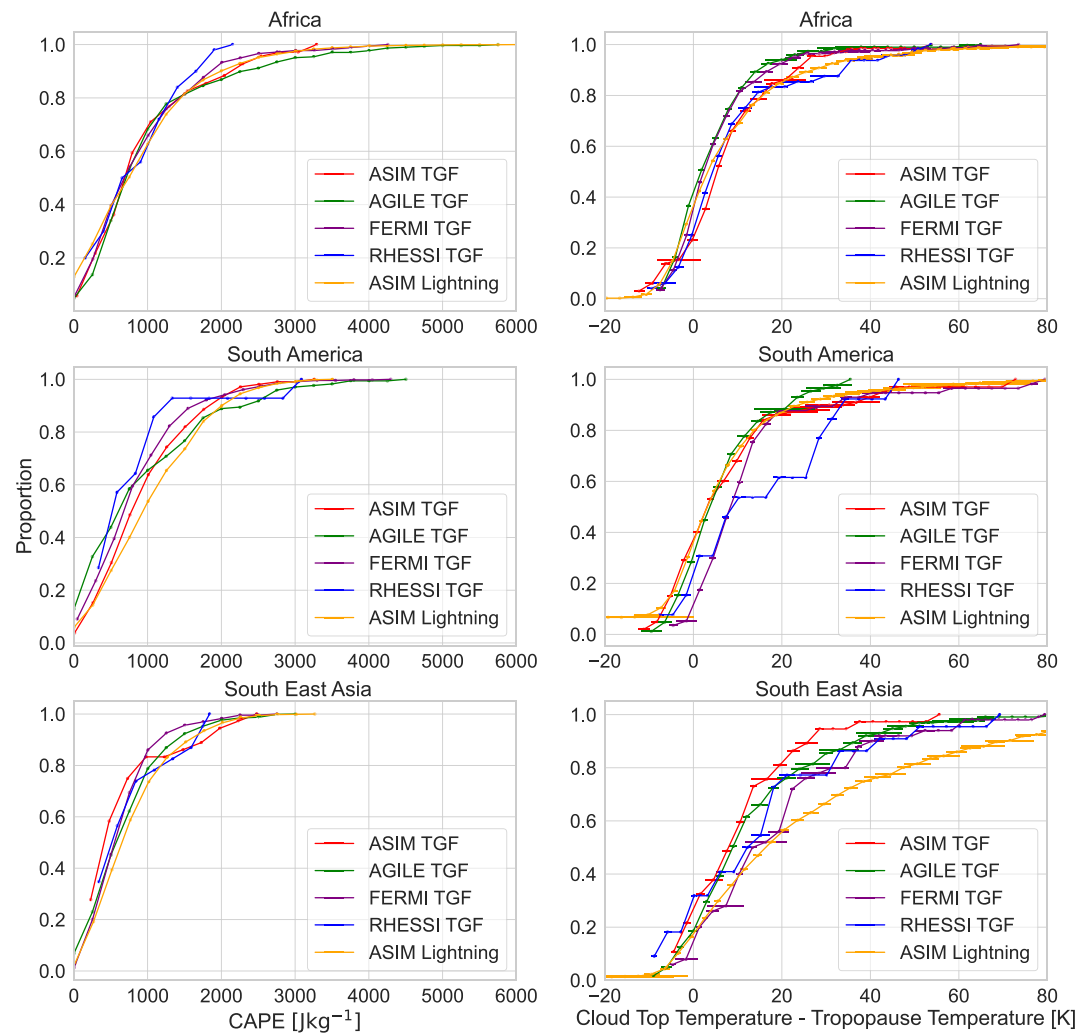 Africa
1.0
0.8
0.6
0.4
0.2
0 1000 2000 3000 4000 5000 6000
ASIM TGF
AGILE TGF
FERMI TGF
RHESSI TGF
ASIM Lightning
Africa
1.0
0.8
0.6
0.4
0.2
0.0
−20 0 20 40 60 80
ASIM TGF
AGILE TGF
FERMI TGF
RHESSI TGF
ASIM Lightning
South America
Proportion
1.0
0.8
0.6
0.4
0.2
0.0
0 1000 2000 3000 4000 5000 6000
ASIM TGF
AGILE TGF
FERMI TGF
RHESSI TGF
ASIM Lightning
South America
1.0
0.8
0.6
0.4
0.2
0.0
−20 0 20 40 60 80
ASIM TGF
AGILE TGF
FERMI TGF
RHESSI TGF
ASIM Lightning
South East Asia
1.0
0.8
0.6
0.4
0.2
0.0
0 1000 2000 3000 4000 5000 6000
ASIM TGF
AGILE TGF
FERMI TGF
RHESSI TGF
ASIM Lightning
CAPE [Jkg⁻¹]
South East Asia
1.0
0.8
0.6
0.4
0.2
0.0
−20 0 20 40 60 80
ASIM TGF
AGILE TGF
FERMI TGF
RHESSI TGF
ASIM Lightning
Cloud Top Temperature - Tropopause Temperature [K]